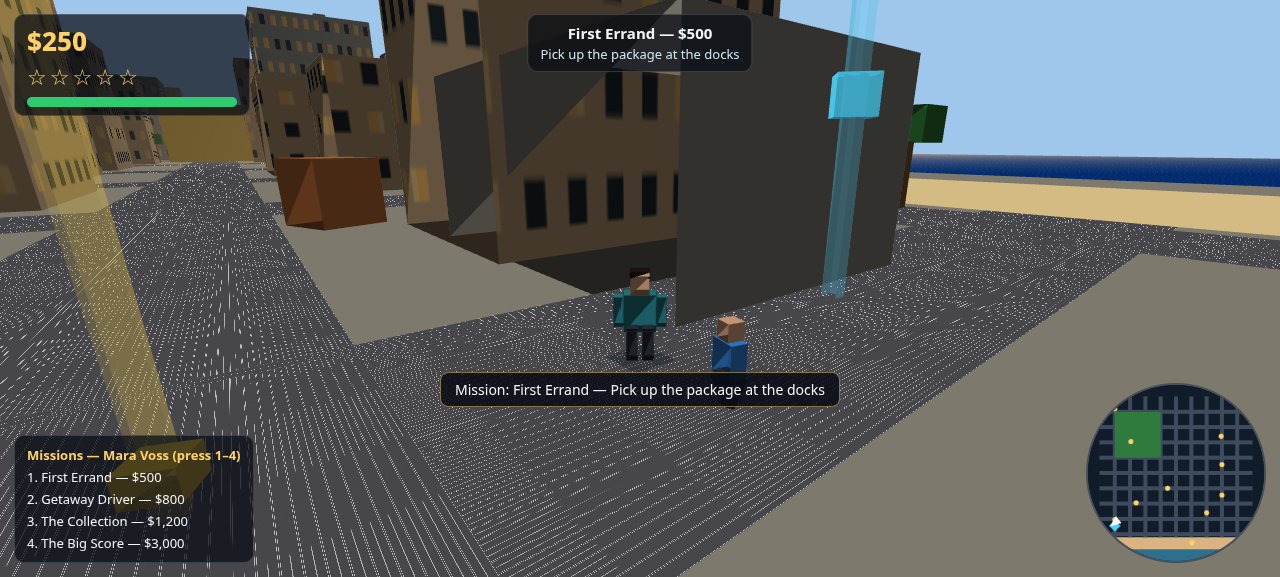 $250
☆☆☆☆☆
First Errand — $500
Pick up the package at the docks
Mission: First Errand — Pick up the package at the docks
Missions — Mara Voss (press 1–4)
1. First Errand — $500
2. Getaway Driver — $800
3. The Collection — $1,200
4. The Big Score — $3,000